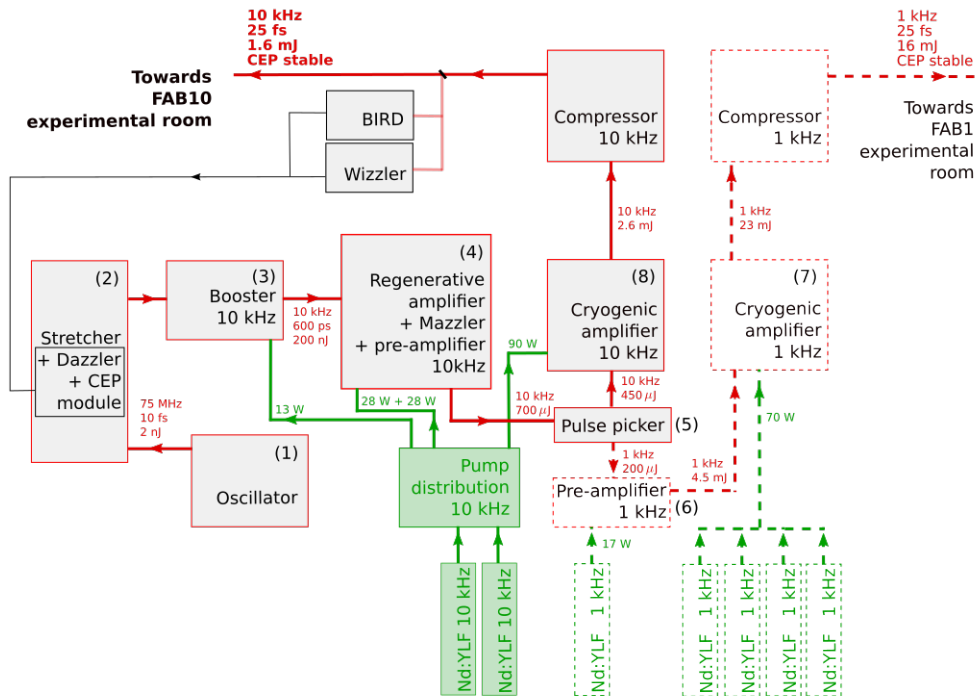 10 kHz
25 fs
1.6 mJ
CEP stable
Towards
FAB10
experimental room
BIRD
Wizzler
Compressor
10 kHz
Compressor
1 kHz
1 kHz
25 fs
16 mJ
CEP stable
Towards
FAB1
experimental
room
10 kHz
2.6 mJ
1 kHz
23 mJ
(2)
Stretcher
+ Dazzler
+ CEP
module
(3)
Booster
10 kHz
10 kHz
600 ps
200 nJ
(4)
Regenerative
amplifier
+ Mazzler
+ pre-amplifier
10kHz
(8)
Cryogenic
amplifier
10 kHz
(7)
Cryogenic
amplifier
1 kHz
90 W
13 W
28 W + 28 W
10 kHz
700 μJ
10 kHz
450 μJ
Pulse picker
(5)
70 W
75 MHz
10 fs
2 nJ
(1)
Oscillator
Pump
distribution
10 kHz
1 kHz
200 μJ
Pre-amplifier
1 kHz
(6)
1 kHz
4.5 mJ
17 W
Nd:YLF 10 kHz
Nd:YLF 10 kHz
Nd:YLF 1 kHz
Nd:YLF 1 kHz
Nd:YLF 1 kHz
Nd:YLF 1 kHz
Nd:YLF 1 kHz